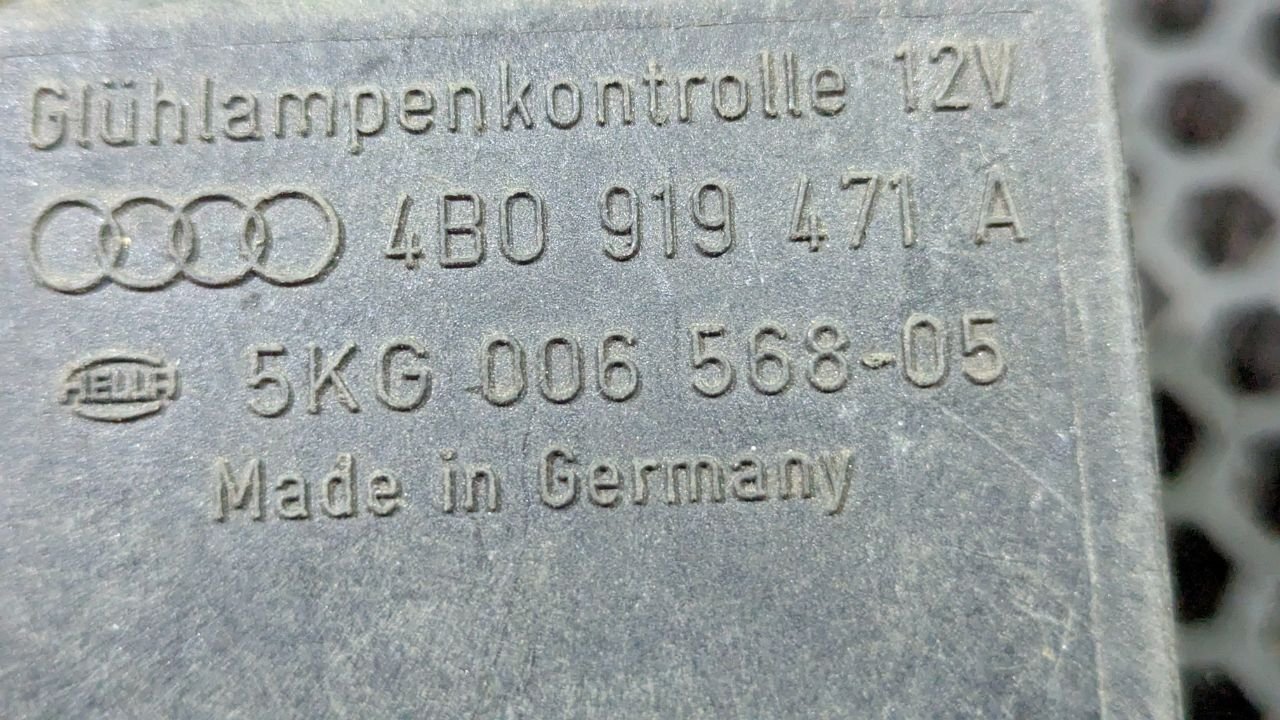 Glühlampenkontrolle 12V
4B0 919 471 A
HELLA 5KG 006 568-05
Made in Germany